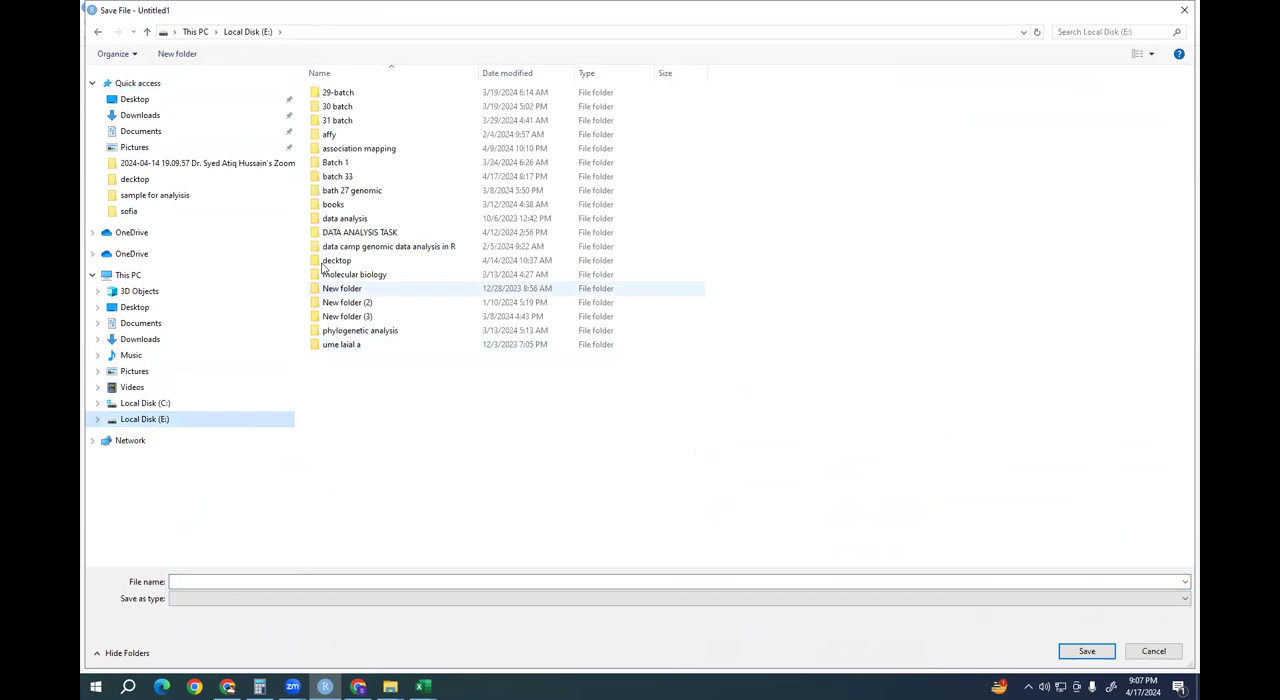 Save File - Untitled1
This PC > Local Disk (E:) >
Search Local Disk (E:)
Organize
New folder
Name Date modified Type Size
Quick access
Desktop
Downloads
Documents
Pictures
2024-04-14 19.09.57 Dr. Syed Atiq Hussain's Zoom
decktop
sample for analyisis
sofia
OneDrive
OneDrive
This PC
3D Objects
Desktop
Documents
Downloads
Music
Pictures
Videos
Local Disk (C:)
Local Disk (E:)
Network
29-batch 3/19/2024 6:14 AM File folder
30 batch 3/19/2024 5:02 PM File folder
31 batch 3/29/2024 4:41 AM File folder
affy 2/4/2024 9:57 AM File folder
association mapping 4/9/2024 10:10 PM File folder
Batch 1 3/24/2024 6:26 AM File folder
batch 33 4/17/2024 8:17 PM File folder
bath 27 genomic 3/8/2024 5:50 PM File folder
books 3/12/2024 4:38 AM File folder
data analysis 10/6/2023 12:42 PM File folder
DATA ANALYSIS TASK 4/12/2024 2:56 PM File folder
data camp genomic data analysis in R 2/5/2024 9:22 AM File folder
decktop 4/14/2024 10:37 AM File folder
molecular biology 3/13/2024 4:27 AM File folder
New folder 12/28/2023 8:56 AM File folder
New folder (2) 1/10/2024 5:19 PM File folder
New folder (3) 3/8/2024 4:43 PM File folder
phylogenetic analysis 3/13/2024 5:13 AM File folder
ume laial a 12/3/2023 7:05 PM File folder
File name:
Save as type:
Hide Folders
Save
Cancel
9:07 PM
4/17/2024